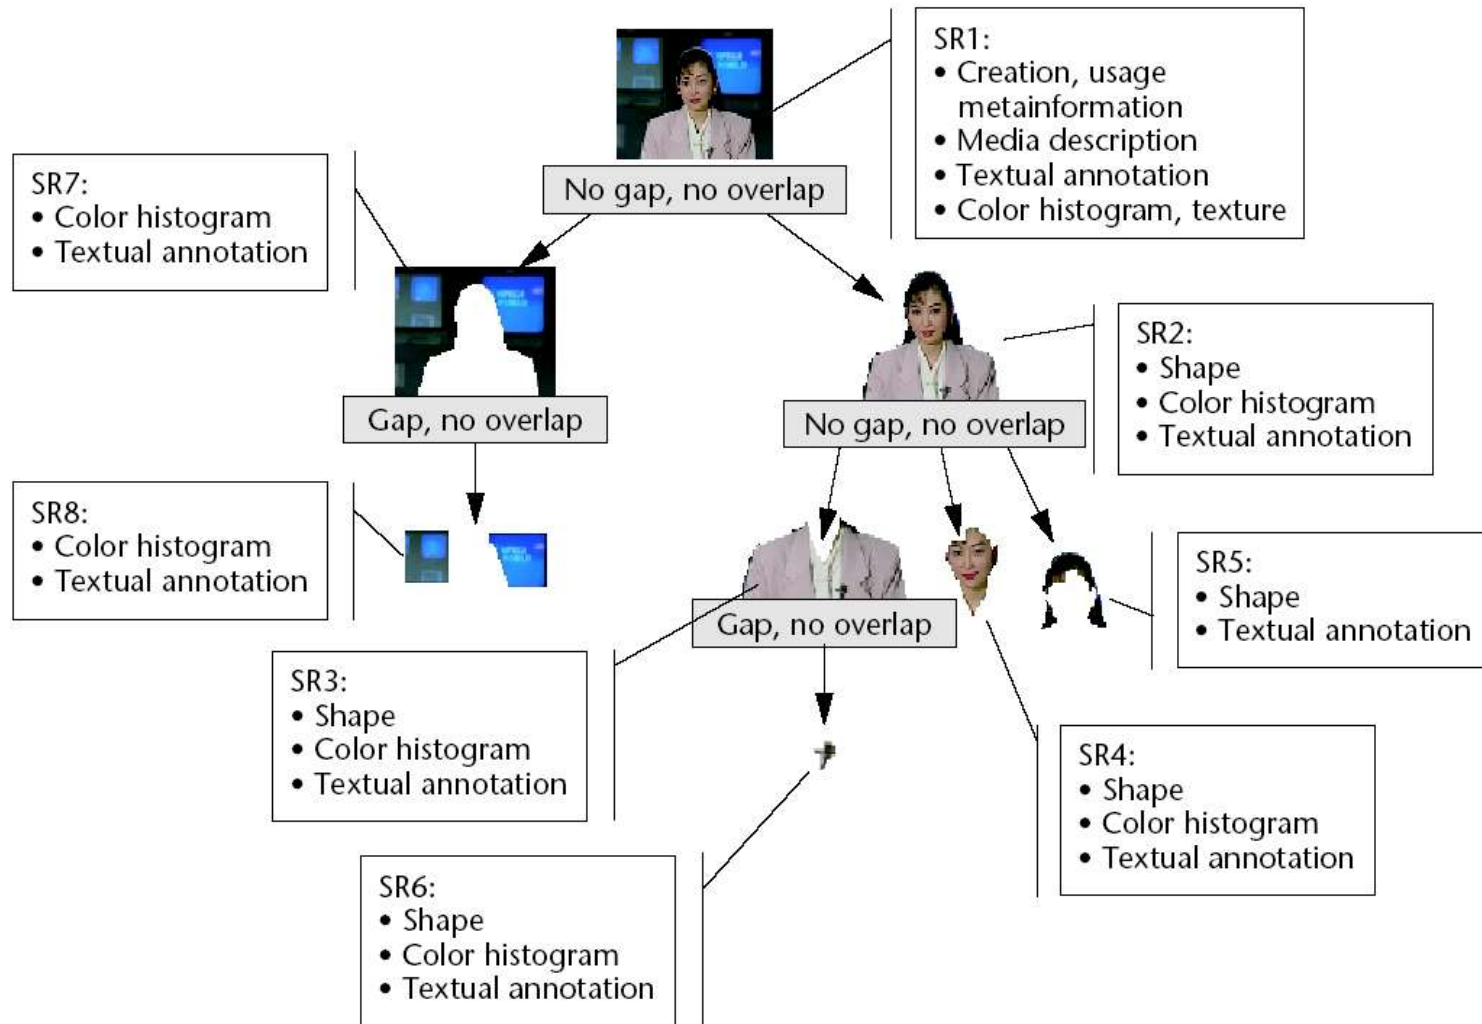 SR1:
• Creation, usage
metainformation
• Media description
• Textual annotation
• Color histogram, texture
No gap, no overlap
SR7:
• Color histogram
• Textual annotation
SR2:
• Shape
• Color histogram
• Textual annotation
Gap, no overlap
No gap, no overlap
SR8:
• Color histogram
• Textual annotation
SR5:
• Shape
• Textual annotation
Gap, no overlap
SR3:
• Shape
• Color histogram
• Textual annotation
SR4:
• Shape
• Color histogram
• Textual annotation
SR6:
• Shape
• Color histogram
• Textual annotation